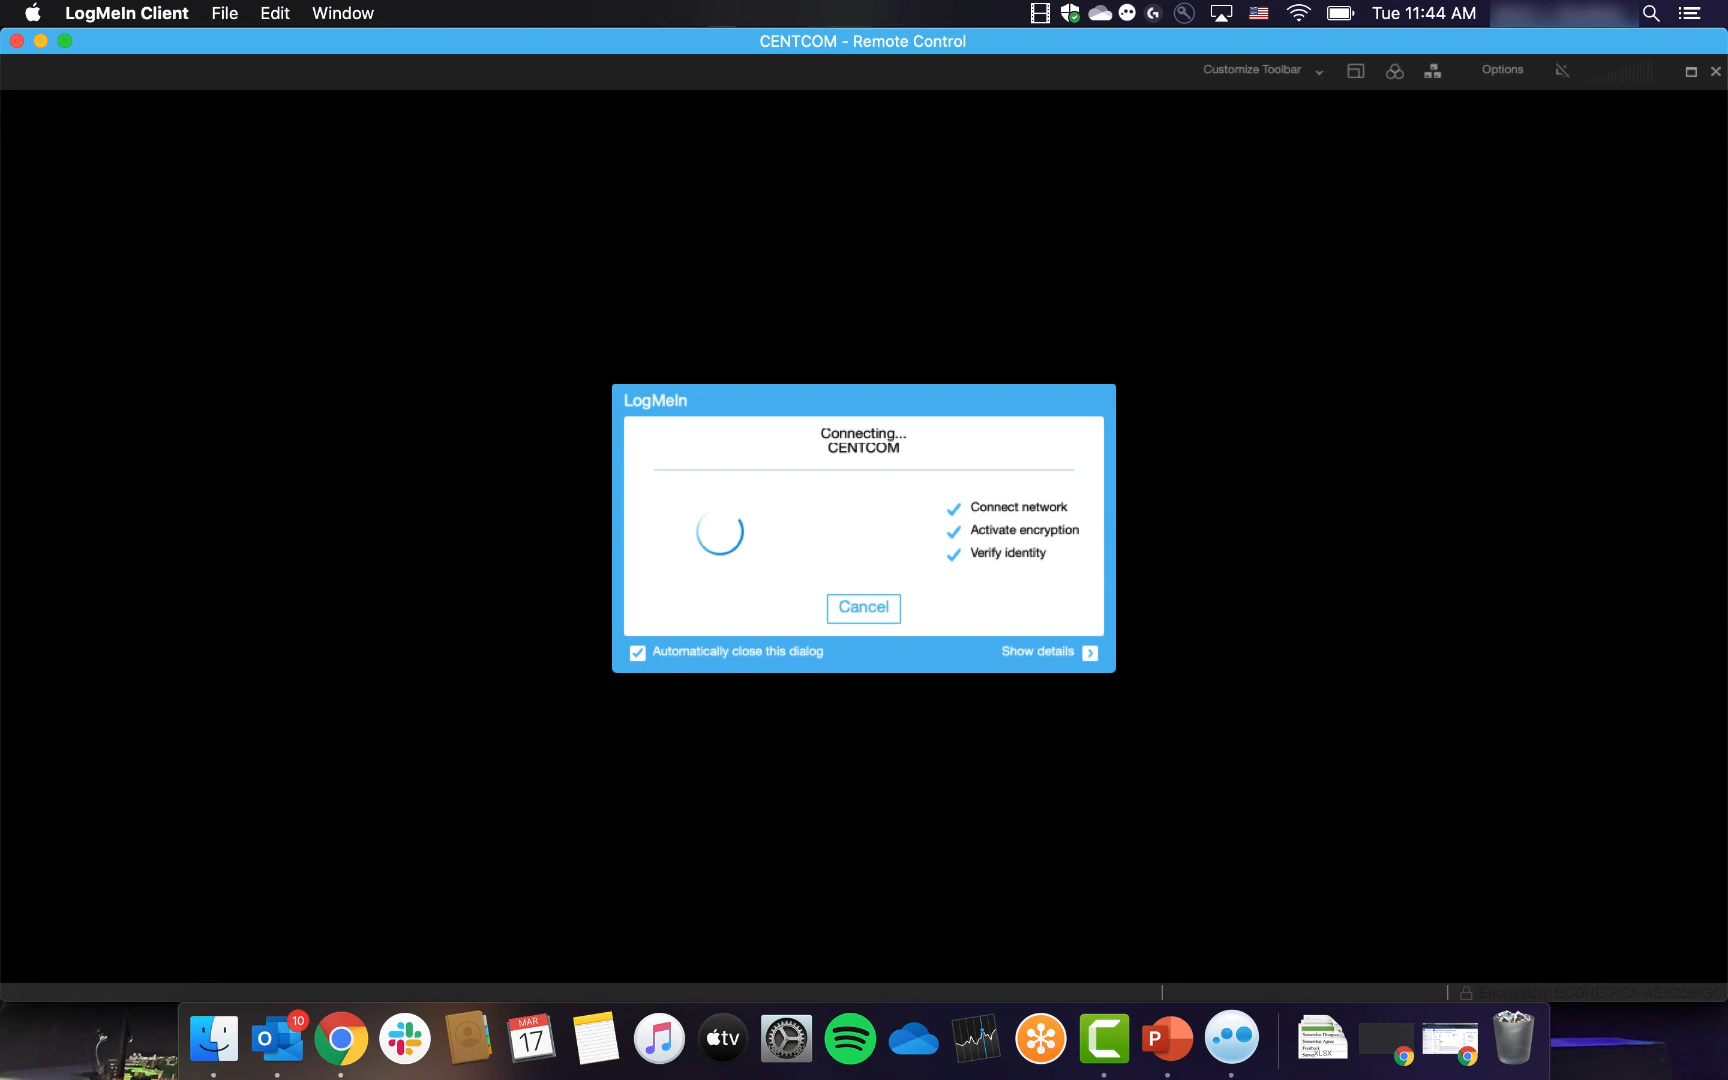 LogMeIn Client File Edit Window Tue 11:44 AM
CENTCOM - Remote Control
Customize Toolbar Options
LogMeIn
Connecting...
CENTCOM
Connect network
Activate encryption
Verify identity
Cancel
Automatically close this dialog Show details
10
MAR
17
tv
XLSX